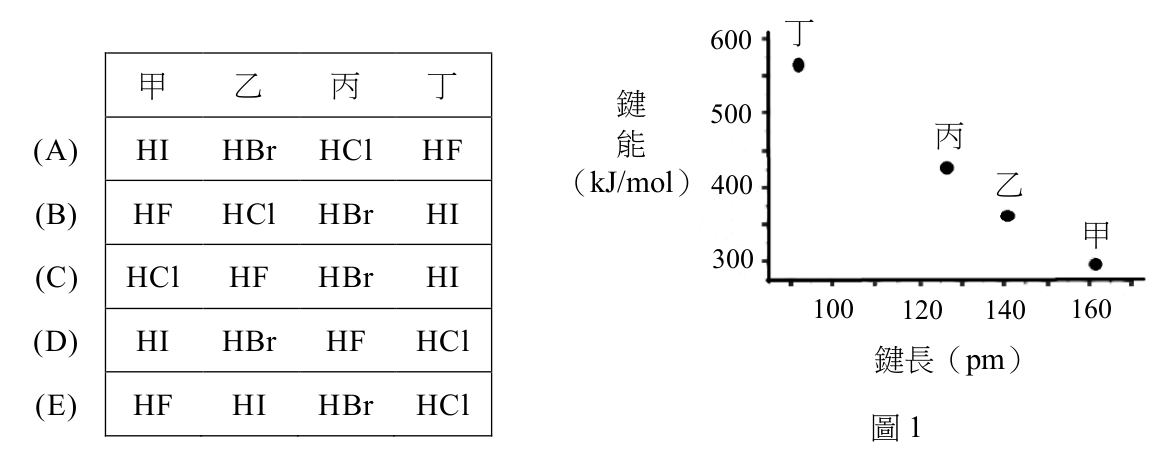 甲 乙 丙 丁
(A) HI HBr HCl HF
(B) HF HCl HBr HI
(C) HCl HF HBr HI
(D) HI HBr HF HCl
(E) HF HI HBr HCl
鍵
能
（kJ/mol）
600
500
400
300
丁
丙
乙
甲
100 120 140 160
鍵長（pm）
圖 1